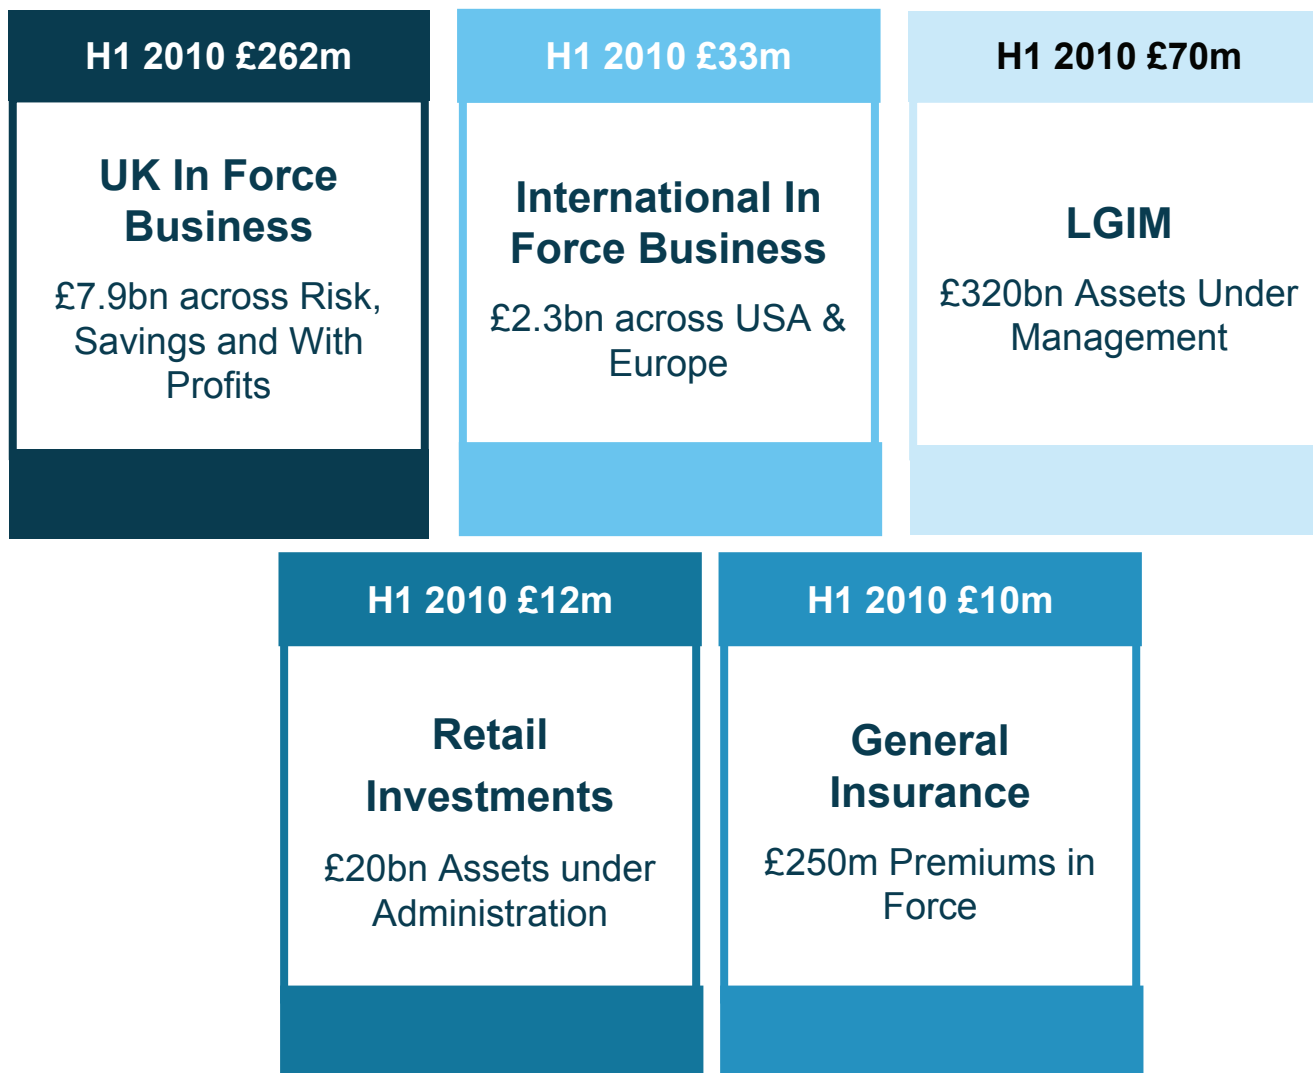 H1 2010 £262m
UK In Force
Business
£7.9bn across Risk,
Savings and With
Profits
H1 2010 £33m
International In
Force Business
£2.3bn across USA &
Europe
H1 2010 £70m
LGIM
£320bn Assets Under
Management
H1 2010 £12m
Retail
Investments
£20bn Assets under
Administration
H1 2010 £10m
General
Insurance
£250m Premiums in
Force